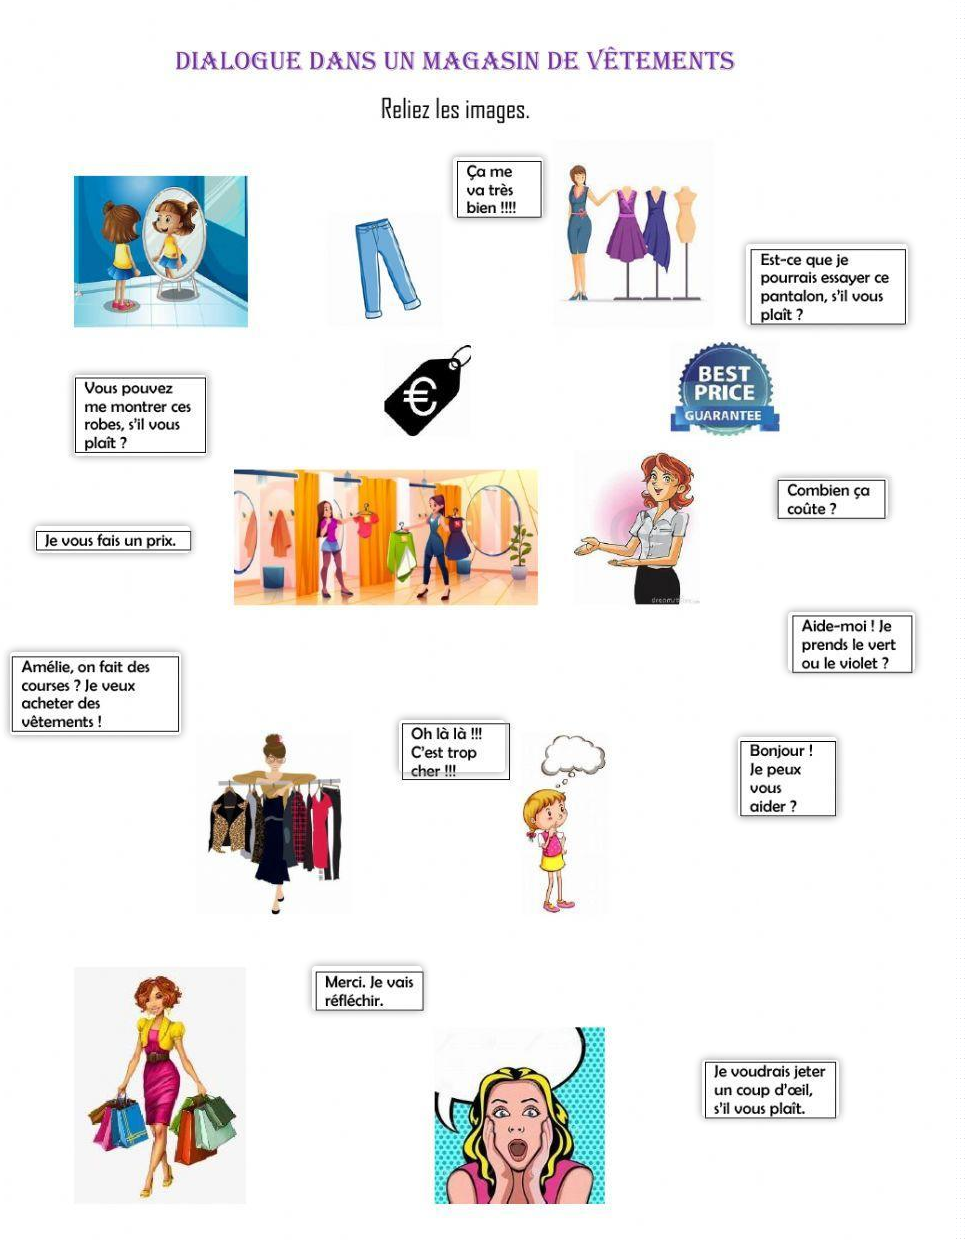 DIALOGUE DANS UN MAGASIN DE VÊTEMENTS
Reliez les images.
Ça me
va très
bien !!!!
Est-ce que je
pourrais essayer ce
pantalon, s'il vous
plaît ?
€
BEST
PRICE
GUARANTEE
Vous pouvez
me montrer ces
robes, s'il vous
plaît ?
Combien ça
coûte ?
Je vous fais un prix.
Aide-moi ! Je
prends le vert
ou le violet ?
Amélie, on fait des
courses ? Je veux
acheter des
vêtements !
Oh là là !!!
C'est trop
cher !!!
Bonjour !
Je peux
vous
aider ?
Merci. Je vais
réfléchir.
Je voudrais jeter
un coup d'œil,
s'il vous plaît.